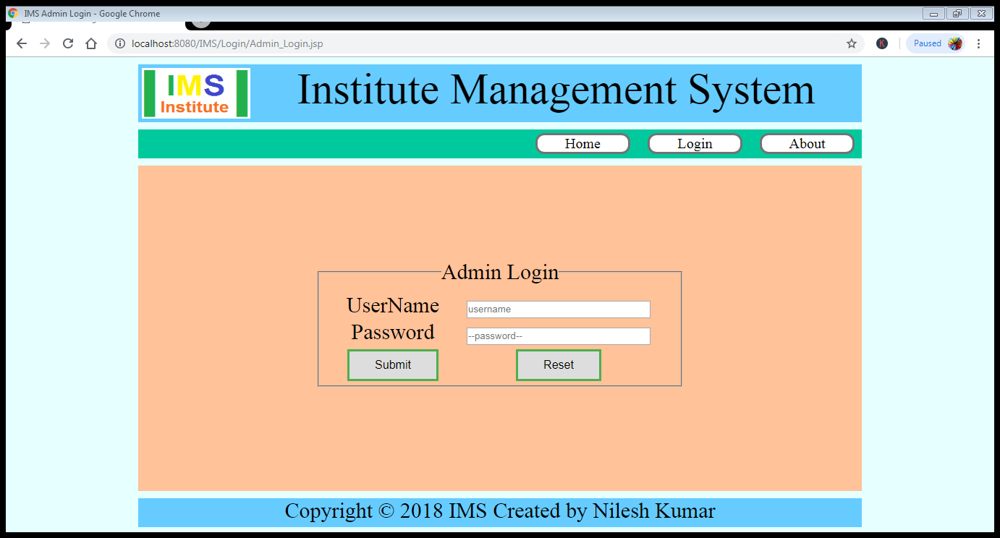 IMS Admin Login - Google Chrome
localhost:8080/IMS/Login/Admin_Login.jsp
K
Paused
IMS
Institute
Institute Management System
Home Login About
Admin Login
UserName username
Password --password--
Submit Reset
Copyright © 2018 IMS Created by Nilesh Kumar